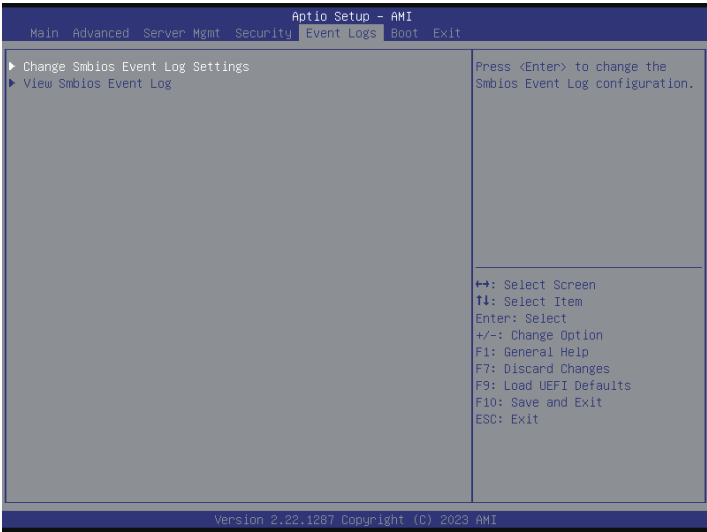 Aptio Setup – AMI
Main Advanced Server Mgmt Security Event Logs Boot Exit
▶ Change Smbios Event Log Settings
▶ View Smbios Event Log
Press <Enter> to change the
Smbios Event Log configuration.
↔: Select Screen
↑↓: Select Item
Enter: Select
+/-: Change Option
F1: General Help
F7: Discard Changes
F9: Load UEFI Defaults
F10: Save and Exit
ESC: Exit
Version 2.22.1287 Copyright (C) 2023 AMI